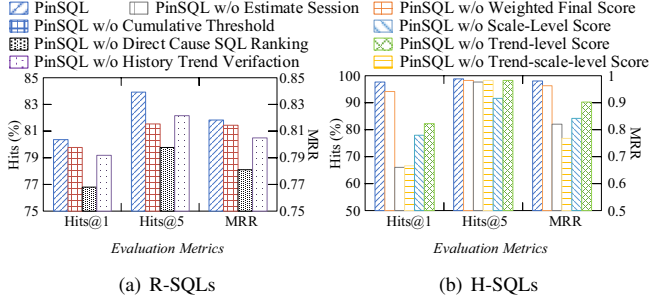 PinSQL
PinSQL w/o Estimate Session
PinSQL w/o Cumulative Threshold
PinSQL w/o Direct Cause SQL Ranking
PinSQL w/o History Trend Verifaction
PinSQL w/o Weighted Final Score
PinSQL w/o Scale-Level Score
PinSQL w/o Trend-level Score
PinSQL w/o Trend-scale-level Score
85
83
81
79
77
75
Hits (%)
0.85
0.83
0.81
0.79
0.77
0.75
MRR
Hits@1 Hits@5 MRR
Evaluation Metrics
(a) R-SQLs
100
90
80
70
60
50
Hits (%)
1
0.9
0.8
0.7
0.6
0.5
MRR
Hits@1 Hits@5 MRR
Evaluation Metrics
(b) H-SQLs